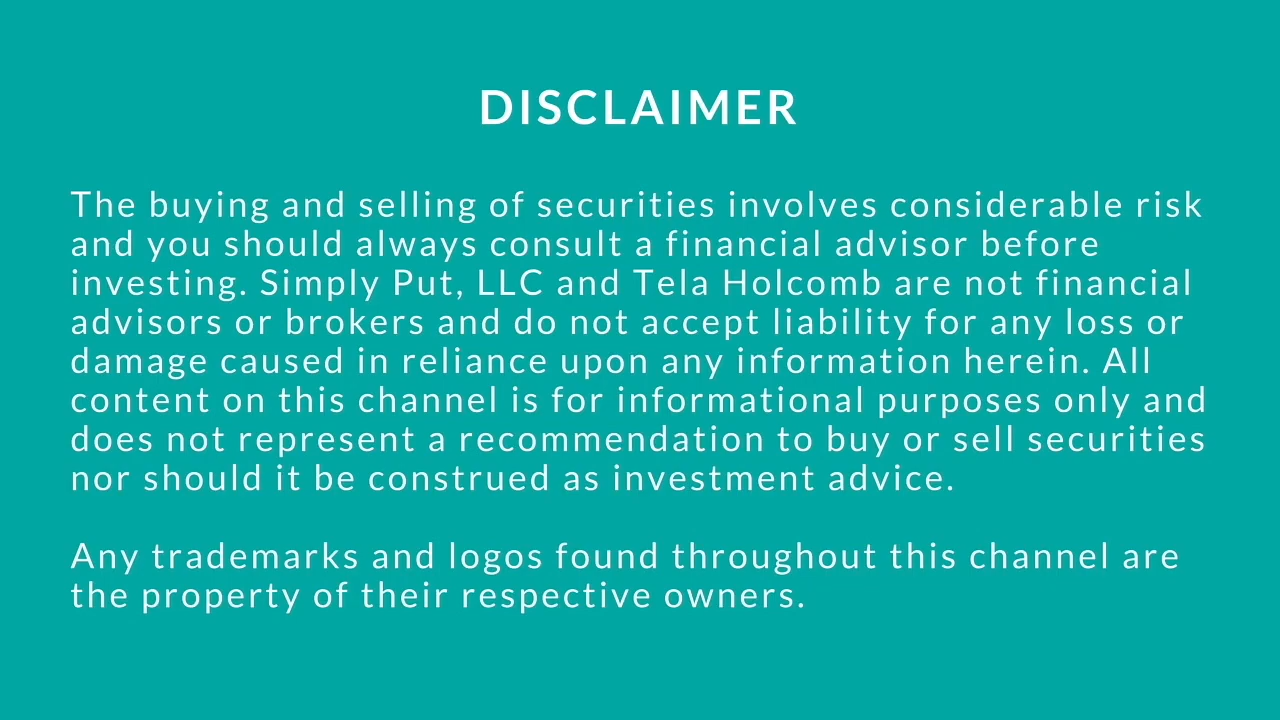 DISCLAIMER
The buying and selling of securities involves considerable risk
and you should always consult a financial advisor before
investing. Simply Put, LLC and Tela Holcomb are not financial
advisors or brokers and do not accept liability for any loss or
damage caused in reliance upon any information herein. All
content on this channel is for informational purposes only and
does not represent a recommendation to buy or sell securities
nor should it be construed as investment advice.
Any trademarks and logos found throughout this channel are
the property of their respective owners.